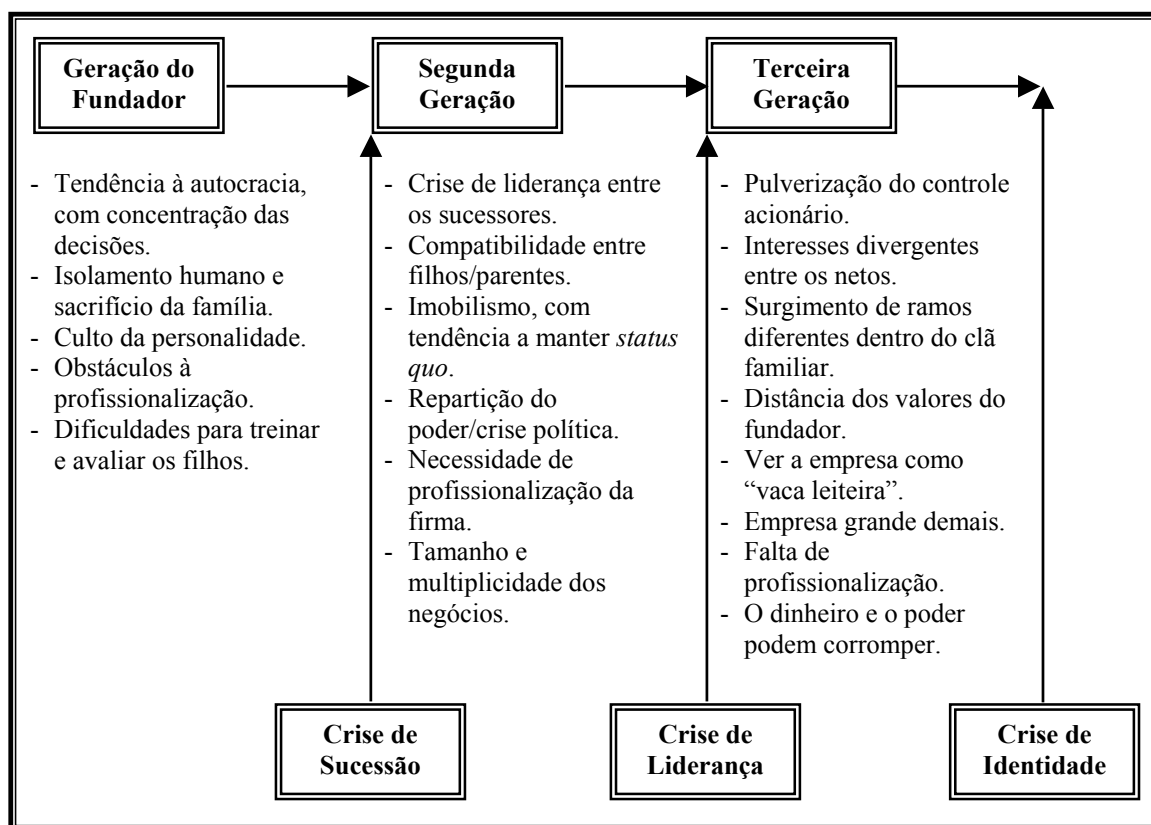 Geração do
Fundador
Segunda
Geração
Terceira
Geração
- Tendência à autocracia,
com concentração das
decisões.
- Isolamento humano e
sacrifício da família.
- Culto da personalidade.
- Obstáculos à
profissionalização.
- Dificuldades para treinar
e avaliar os filhos.
- Crise de liderança entre
os sucessores.
- Compatibilidade entre
filhos/parentes.
- Imobilismo, com
tendência a manter status
quo.
- Repartição do
poder/crise política.
- Necessidade de
profissionalização da
firma.
- Tamanho e
multiplicidade dos
negócios.
- Pulverização do controle
acionário.
- Interesses divergentes
entre os netos.
- Surgimento de ramos
diferentes dentro do clã
familiar.
- Distância dos valores do
fundador.
- Ver a empresa como
“vaca leiteira”.
- Empresa grande demais.
- Falta de
profissionalização.
- O dinheiro e o poder
podem corromper.
Crise de
Sucessão
Crise de
Liderança
Crise de
Identidade